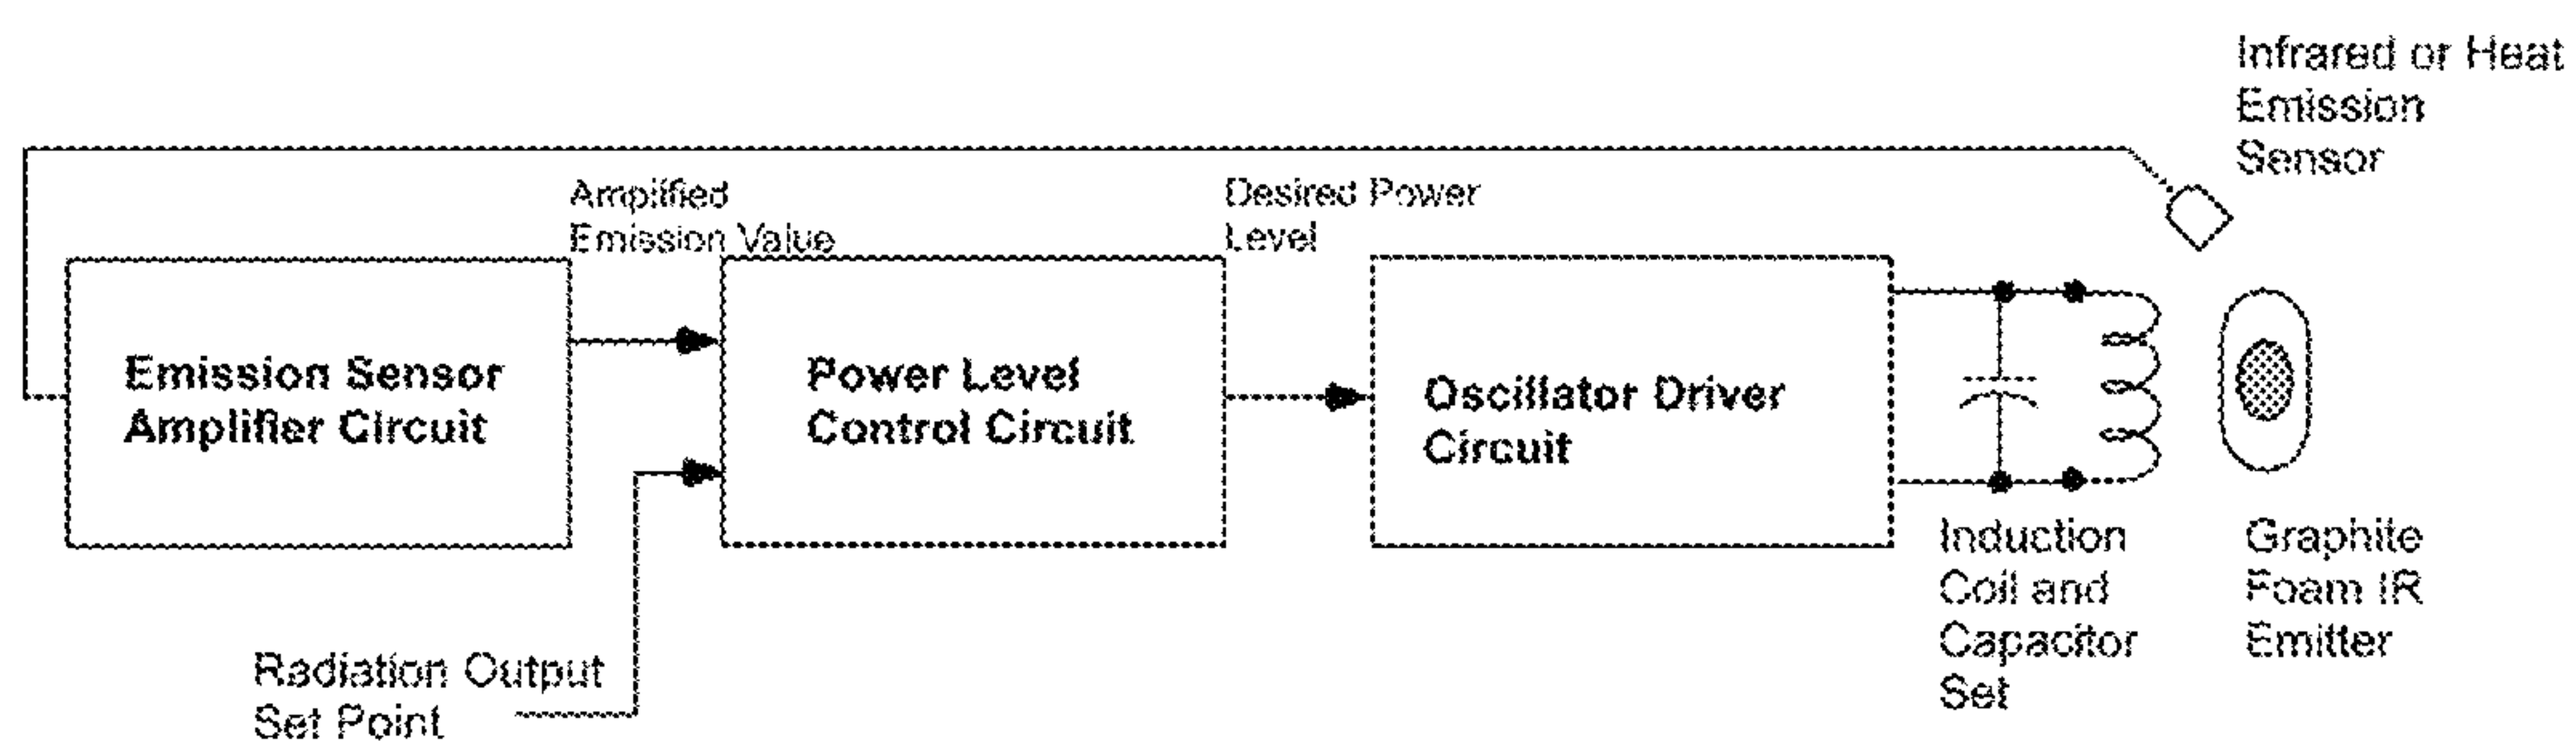 Infrared or Heat
Emission
Sensor
Amplified
Emission Value
Desired Power
Level
Emission Sensor
Amplifier Circuit
Power Level
Control Circuit
Oscillator Driver
Circuit
Radiation Output
Set Point
Induction
Coil and
Capacitor
Set
Graphite
Foam IR
Emitter